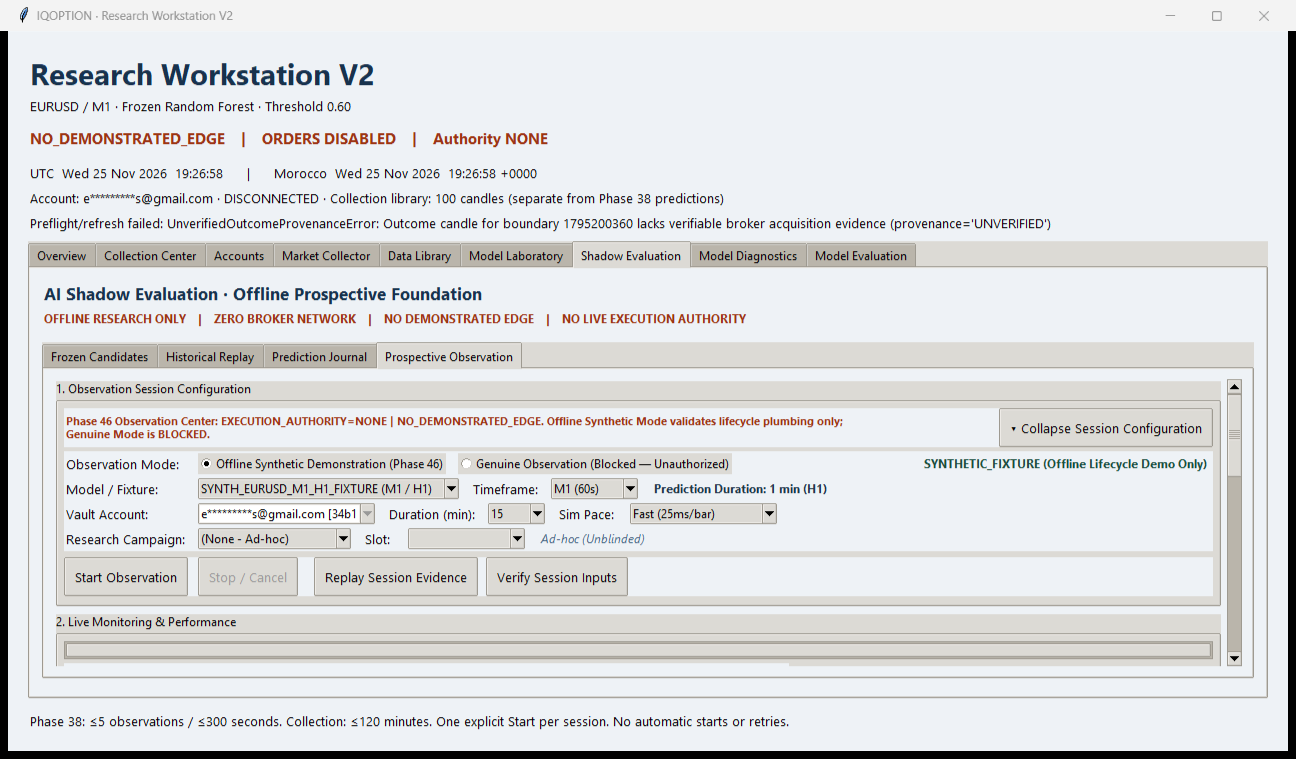 IQOPTION · Research Workstation V2
Research Workstation V2
EURUSD / M1 · Frozen Random Forest · Threshold 0.60
NO_DEMONSTRATED_EDGE | ORDERS DISABLED | Authority NONE
UTC Wed 25 Nov 2026 19:26:58 | Morocco Wed 25 Nov 2026 19:26:58 +0000
Account: e*********s@gmail.com · DISCONNECTED · Collection library: 100 candles (separate from Phase 38 predictions)
Preflight/refresh failed: UnverifiedOutcomeProvenanceError: Outcome candle for boundary 1795200360 lacks verifiable broker acquisition evidence (provenance='UNVERIFIED')
Overview Collection Center Accounts Market Collector Data Library Model Laboratory Shadow Evaluation Model Diagnostics Model Evaluation
AI Shadow Evaluation · Offline Prospective Foundation
OFFLINE RESEARCH ONLY | ZERO BROKER NETWORK | NO DEMONSTRATED EDGE | NO LIVE EXECUTION AUTHORITY
Frozen Candidates Historical Replay Prediction Journal Prospective Observation
1. Observation Session Configuration
Phase 46 Observation Center: EXECUTION_AUTHORITY=NONE | NO_DEMONSTRATED_EDGE. Offline Synthetic Mode validates lifecycle plumbing only;
Genuine Mode is BLOCKED.
▾ Collapse Session Configuration
Observation Mode: Offline Synthetic Demonstration (Phase 46) Genuine Observation (Blocked — Unauthorized) SYNTHETIC_FIXTURE (Offline Lifecycle Demo Only)
Model / Fixture: SYNTH_EURUSD_M1_H1_FIXTURE (M1 / H1) Timeframe: M1 (60s) Prediction Duration: 1 min (H1)
Vault Account: e*********s@gmail.com [34b1 Duration (min): 15 Sim Pace: Fast (25ms/bar)
Research Campaign: (None - Ad-hoc) Slot: Ad-hoc (Unblinded)
Start Observation Stop / Cancel Replay Session Evidence Verify Session Inputs
2. Live Monitoring & Performance
Phase 38: ≤5 observations / ≤300 seconds. Collection: ≤120 minutes. One explicit Start per session. No automatic starts or retries.